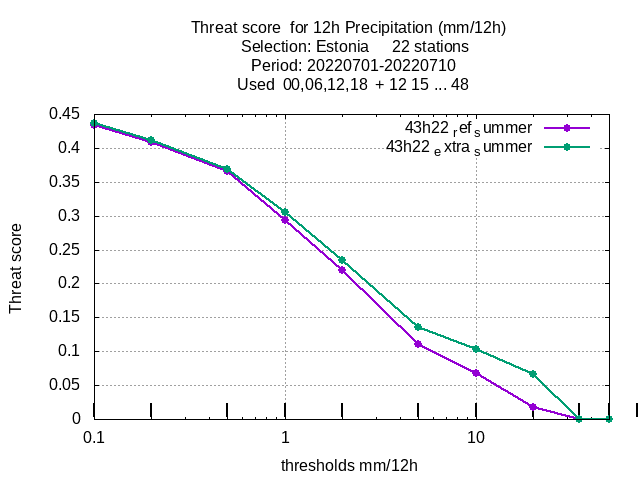 Threat score  for 12h Precipitation (mm/12h)
Selection: Estonia     22 stations
Period: 20220701-20220710
Used  00,06,12,18  + 12 15 ... 48
43h22 ref summer
43h22 extra summer
Threat score
0.45
0.4
0.35
0.3
0.25
0.2
0.15
0.1
0.05
0
0.1 1 10
thresholds mm/12h